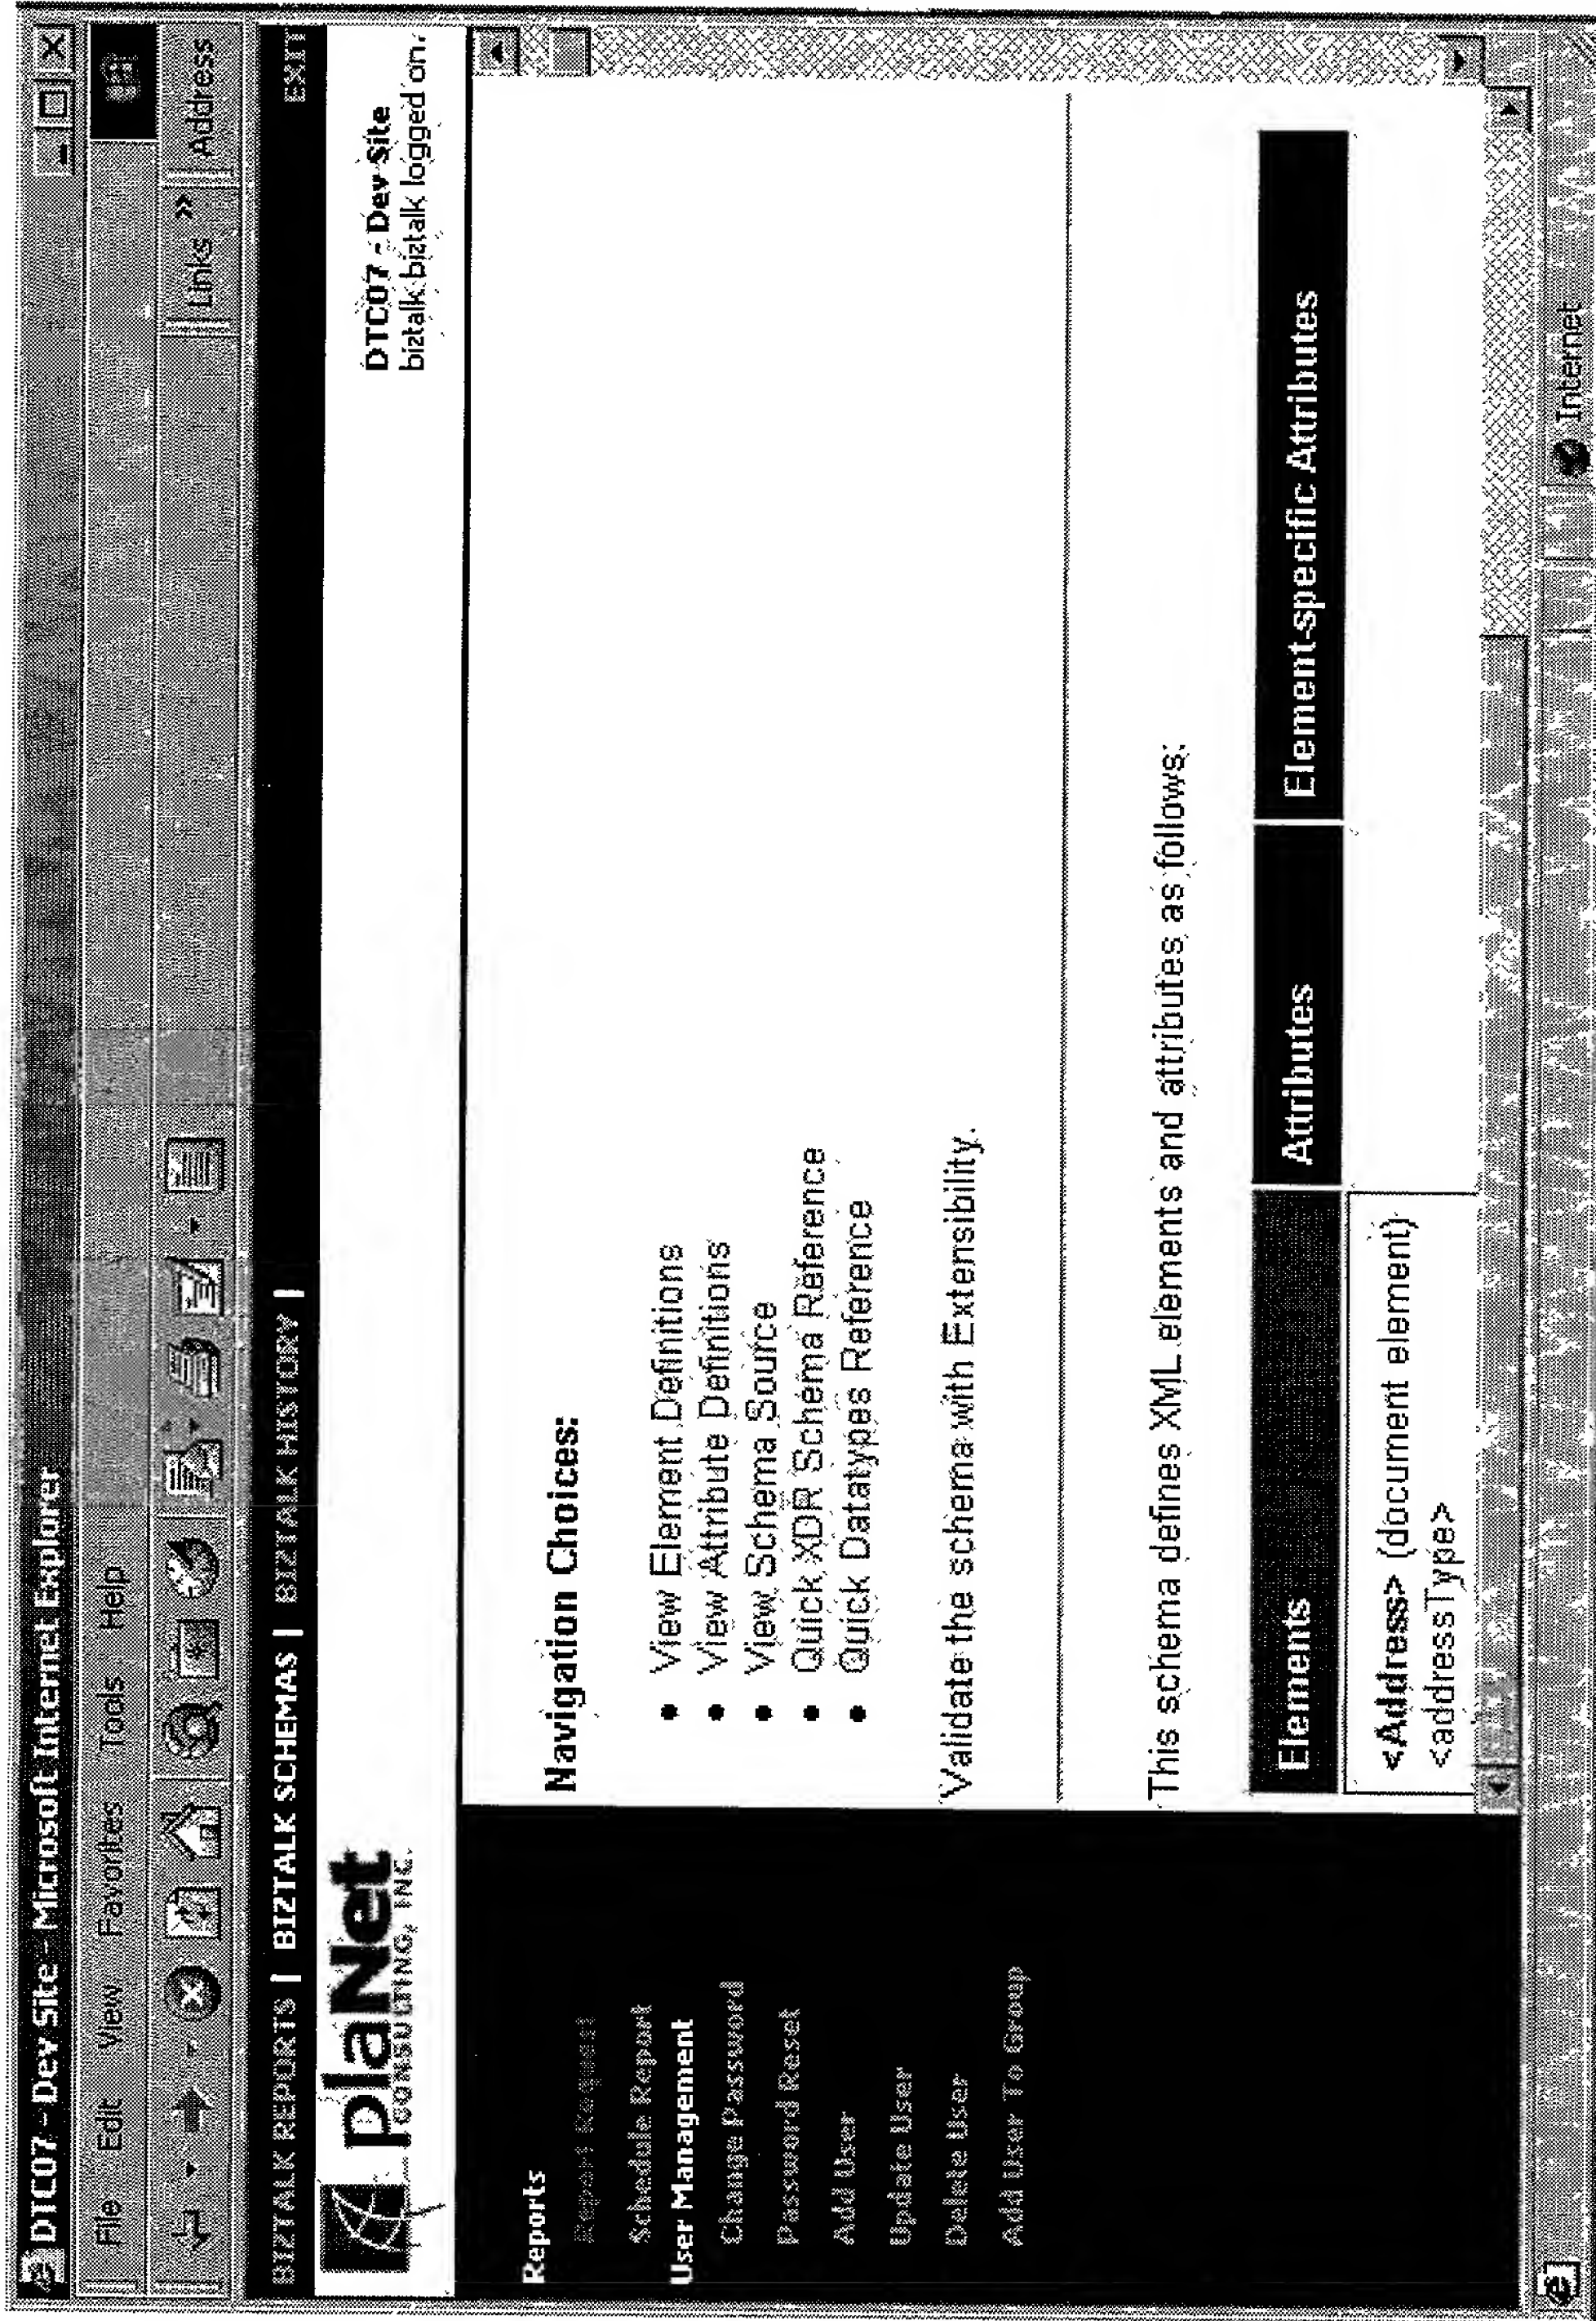 DTC07 - Dev Site - Microsoft Internet Explorer
File Edit View Favorites Tools Help
Links » Address
BIZTALK REPORTS | BIZTALK SCHEMAS | BIZTALK HISTORY | EXIT
plaNet
CONSULTING, INC.
DTC07 - Dev Site
biztalk biztalk logged on.
Reports
Report Request
Schedule Report
User Management
Change Password
Password Reset
Add User
Update User
Delete User
Add User To Group
Navigation Choices:
• View Element Definitions
• View Attribute Definitions
• View Schema Source
• Quick XDR Schema Reference
• Quick Datatypes Reference
Validate the schema with Extensibility.
This schema defines XML elements and attributes as follows:
Elements Attributes Element-specific Attributes
<Address> (document element)
<addressType>
Internet